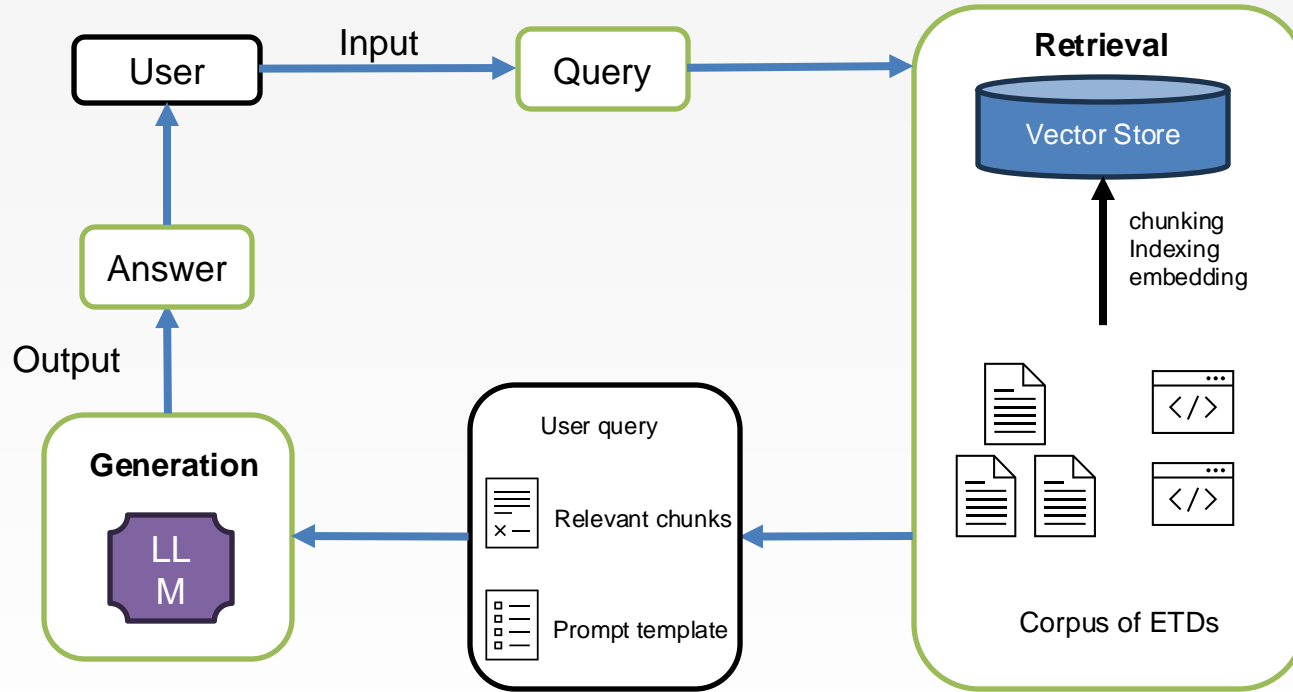 User
Input
Query
Retrieval
Vector Store
chunking
Indexing
embedding
Corpus of ETDs
User query
Relevant chunks
Prompt template
Generation
LL
M
Output
Answer